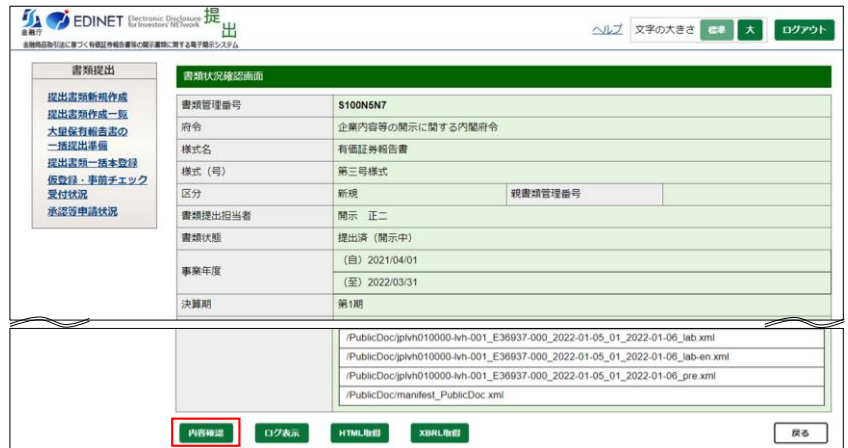 金融庁
EDINET Electronic Disclosure for Investors' NETwork
提出
金融商品取引法に基づく有価証券報告書等の開示書類に関する電子開示システム
ヘルプ 文字の大きさ 標準 大 ログアウト
書類提出
提出書類新規作成
提出書類作成一覧
大量保有報告書の
一括提出準備
提出書類一括本登録
仮登録・事前チェック
受付状況
承認等申請状況
書類状況確認画面
書類管理番号 S100N5N7
府令 企業内容等の開示に関する内閣府令
様式名 有価証券報告書
様式（号） 第三号様式
区分 新規 親書類管理番号
書類提出担当者 開示 正二
書類状態 提出済（開示中）
事業年度
（自）2021/04/01
（至）2022/03/31
決算期 第1期
/PublicDoc/jplvh010000-lvh-001_E36937-000_2022-01-05_01_2022-01-06_lab.xml
/PublicDoc/jplvh010000-lvh-001_E36937-000_2022-01-05_01_2022-01-06_lab-en.xml
/PublicDoc/jplvh010000-lvh-001_E36937-000_2022-01-05_01_2022-01-06_pre.xml
/PublicDoc/manifest_PublicDoc.xml
内容確認 ログ表示 HTML取得 XBRL取得 戻る